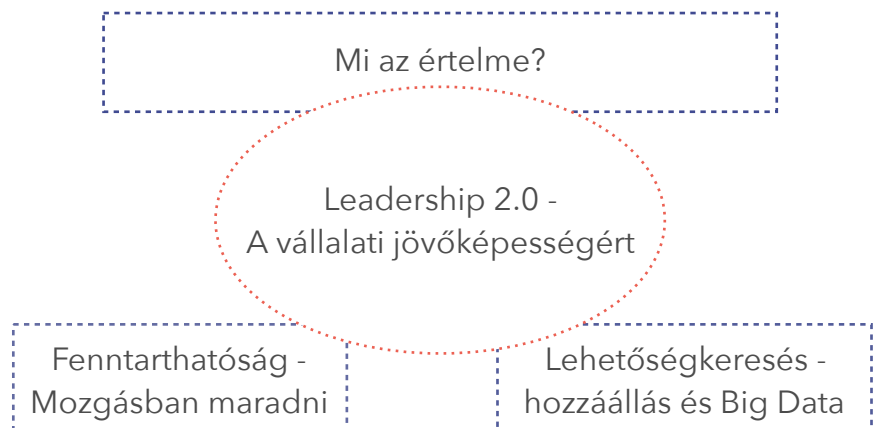 Mi az értelme?
Leadership 2.0 -
A vállalati jövőképességért
Fenntarthatóság -
Mozgásban maradni
Lehetőségkeresés -
hozzáállás és Big Data